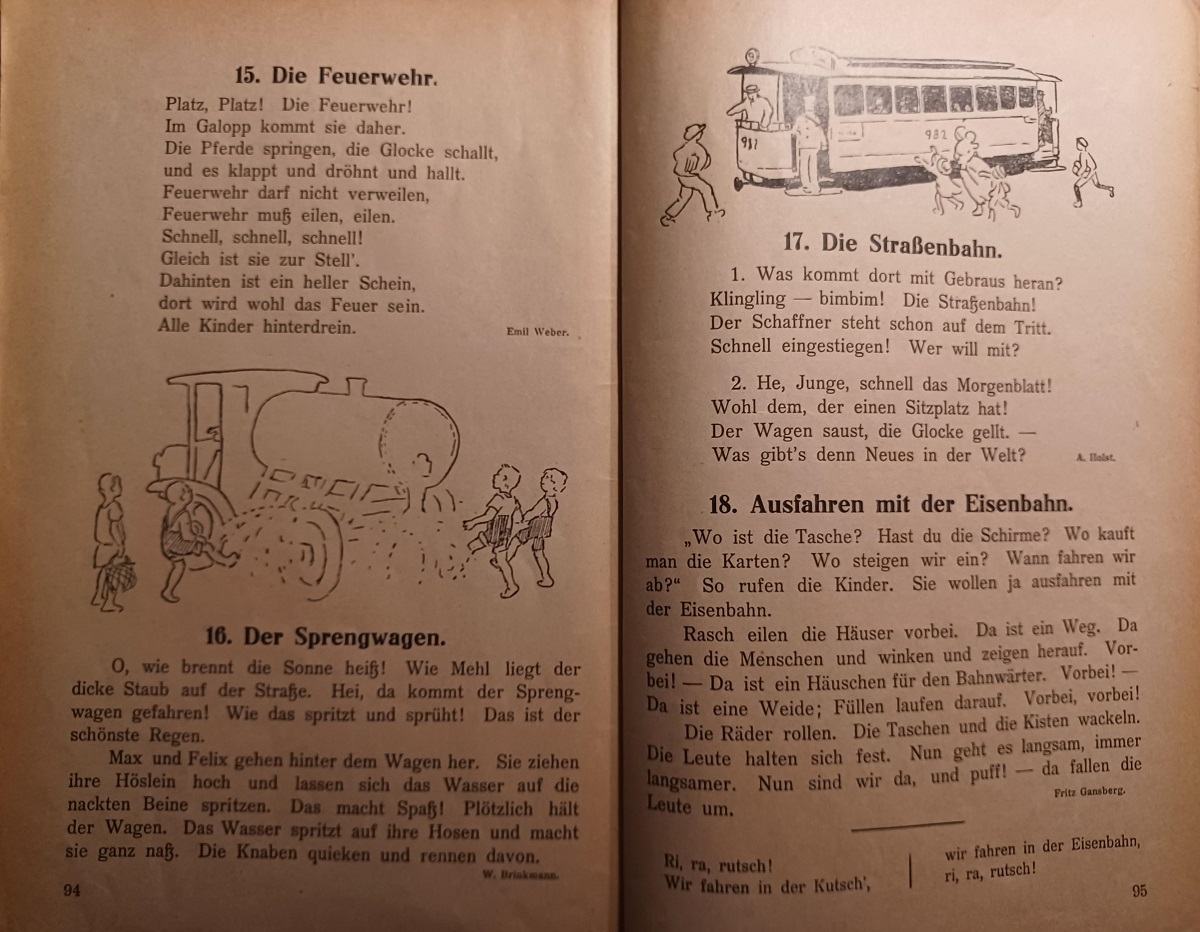 15. Die Feuerwehr.
Platz, Platz! Die Feuerwehr!
Im Galopp kommt sie daher.
Die Pferde springen, die Glocke schallt,
und es klappt und dröhnt und hallt.
Feuerwehr darf nicht verweilen,
Feuerwehr muß eilen, eilen.
Schnell, schnell, schnell!
Gleich ist sie zur Stell'.
Dahinten ist ein heller Schein,
dort wird wohl das Feuer sein.
Alle Kinder hinterdrein.
Emil Weber.
16. Der Sprengwagen.
O, wie brennt die Sonne heiß! Wie Mehl liegt der
dicke Staub auf der Straße. Hei, da kommt der Spreng-
wagen gefahren! Wie das spritzt und sprüht! Das ist der
schönste Regen.
Max und Felix gehen hinter dem Wagen her. Sie ziehen
ihre Höslein hoch und lassen sich das Wasser auf die
nackten Beine spritzen. Das macht Spaß! Plötzlich hält
der Wagen. Das Wasser spritzt auf ihre Hosen und macht
sie ganz naß. Die Knaben quieken und rennen davon.
W. Brinkmann.
94
9
981
982
17. Die Straßenbahn.
1. Was kommt dort mit Gebraus heran?
Klingling — bimbim! Die Straßenbahn!
Der Schaffner steht schon auf dem Tritt.
Schnell eingestiegen! Wer will mit?
2. He, Junge, schnell das Morgenblatt!
Wohl dem, der einen Sitzplatz hat!
Der Wagen saust, die Glocke gellt. —
Was gibt's denn Neues in der Welt?
A. Holst.
18. Ausfahren mit der Eisenbahn.
„Wo ist die Tasche? Hast du die Schirme? Wo kauft
man die Karten? Wo steigen wir ein? Wann fahren wir
ab?“ So rufen die Kinder. Sie wollen ja ausfahren mit
der Eisenbahn.
Rasch eilen die Häuser vorbei. Da ist ein Weg. Da
gehen die Menschen und winken und zeigen herauf. Vor-
bei! — Da ist ein Häuschen für den Bahnwärter. Vorbei! —
Da ist eine Weide; Füllen laufen darauf. Vorbei, vorbei!
Die Räder rollen. Die Taschen und die Kisten wackeln.
Die Leute halten sich fest. Nun geht es langsam, immer
langsamer. Nun sind wir da, und puff! — da fallen die
Leute um.
Fritz Gansberg.
Ri, ra, rutsch!
Wir fahren in der Kutsch',
wir fahren in der Eisenbahn,
ri, ra, rutsch!
95